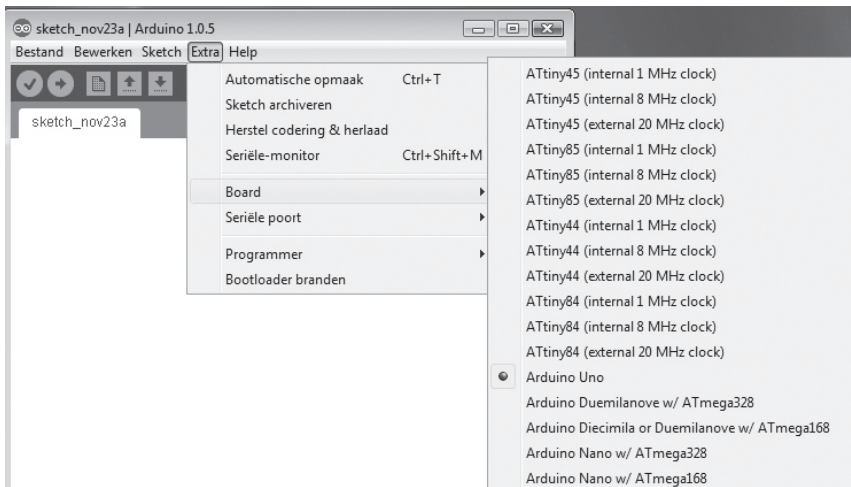 sketch_nov23a | Arduino 1.0.5
Bestand Bewerken Sketch Extra Help
sketch_nov23a
Automatische opmaak Ctrl+T
Sketch archiveren
Herstel codering & herlaad
Seriële-monitor Ctrl+Shift+M
Board
Seriële poort
Programmer
Bootloader branden
ATtiny45 (internal 1 MHz clock)
ATtiny45 (internal 8 MHz clock)
ATtiny45 (external 20 MHz clock)
ATtiny85 (internal 1 MHz clock)
ATtiny85 (internal 8 MHz clock)
ATtiny85 (external 20 MHz clock)
ATtiny44 (internal 1 MHz clock)
ATtiny44 (internal 8 MHz clock)
ATtiny44 (external 20 MHz clock)
ATtiny84 (internal 1 MHz clock)
ATtiny84 (internal 8 MHz clock)
ATtiny84 (external 20 MHz clock)
Arduino Uno
Arduino Duemilanove w/ ATmega328
Arduino Diecimila or Duemilanove w/ ATmega168
Arduino Nano w/ ATmega328
Arduino Nano w/ ATmega168